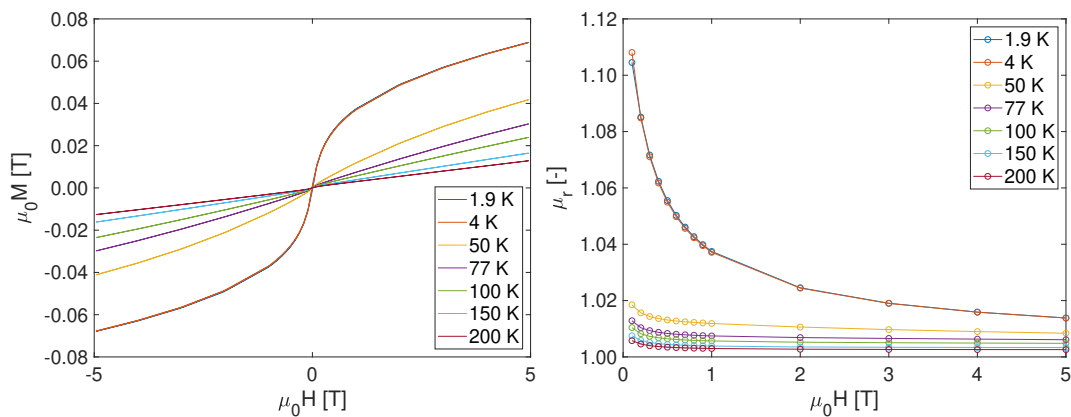 0.08
0.06
0.04
0.02
0.00
-0.02
-0.04
-0.06
-0.08
μ₀M [T]
-5
0
5
μ₀H [T]
1.9 K
4 K
50 K
77 K
100 K
150 K
200 K
1.12
1.10
1.08
1.06
1.04
1.02
1.00
μᵣ [-]
0
1
2
3
4
5
μ₀H [T]
1.9 K
4 K
50 K
77 K
100 K
150 K
200 K